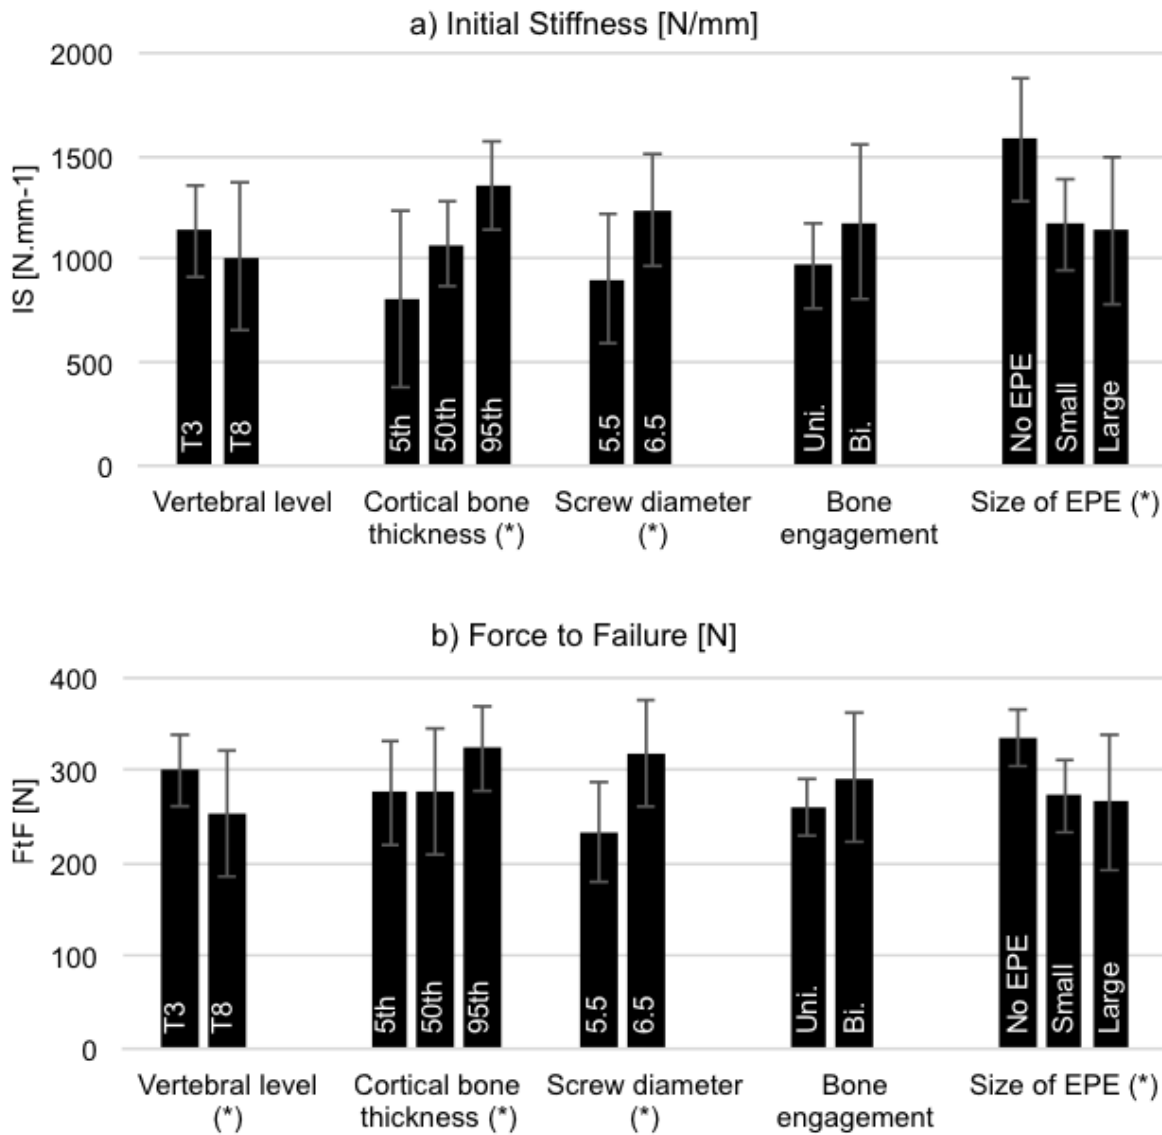 a) Initial Stiffness [N/mm]
2000
1500
1000
500
0
IS [N.mm-1]
T3
T8
5th
50th
95th
5.5
6.5
Uni.
Bi.
No EPE
Small
Large
Vertebral level
Cortical bone
thickness (*)
Screw diameter
(*)
Bone
engagement
Size of EPE (*)
b) Force to Failure [N]
400
300
200
100
0
FtF [N]
T3
T8
5th
50th
95th
5.5
6.5
Uni.
Bi.
No EPE
Small
Large
Vertebral level
(*)
Cortical bone
thickness (*)
Screw diameter
(*)
Bone
engagement
Size of EPE (*)